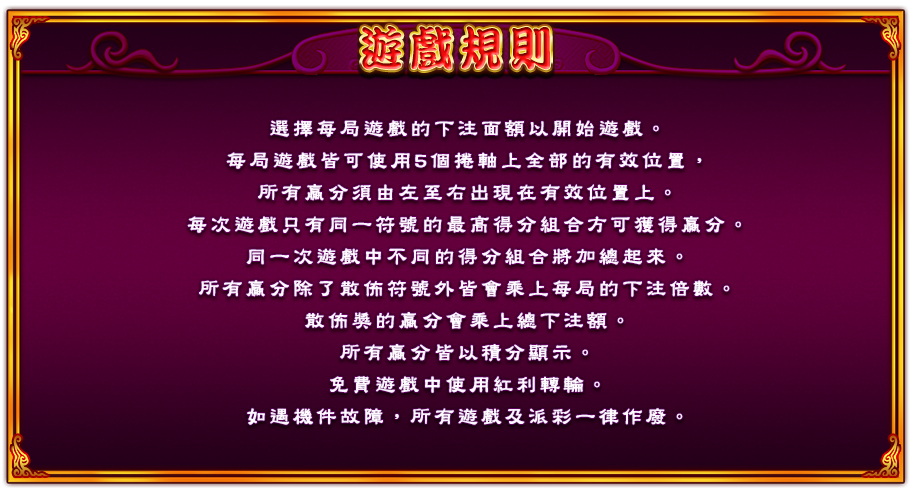 遊戲規則
選擇每局遊戲的下注面額以開始遊戲。
每局遊戲皆可使用5個捲軸上全部的有效位置，
所有贏分須由左至右出現在有效位置上。
每次遊戲只有同一符號的最高得分組合方可獲得贏分。
同一次遊戲中不同的得分組合將加總起來。
所有贏分除了散佈符號外皆會乘上每局的下注倍數。
散佈獎的贏分會乘上總下注額。
所有贏分皆以積分顯示。
免費遊戲中使用紅利轉輪。
如遇機件故障，所有遊戲及派彩一律作廢。